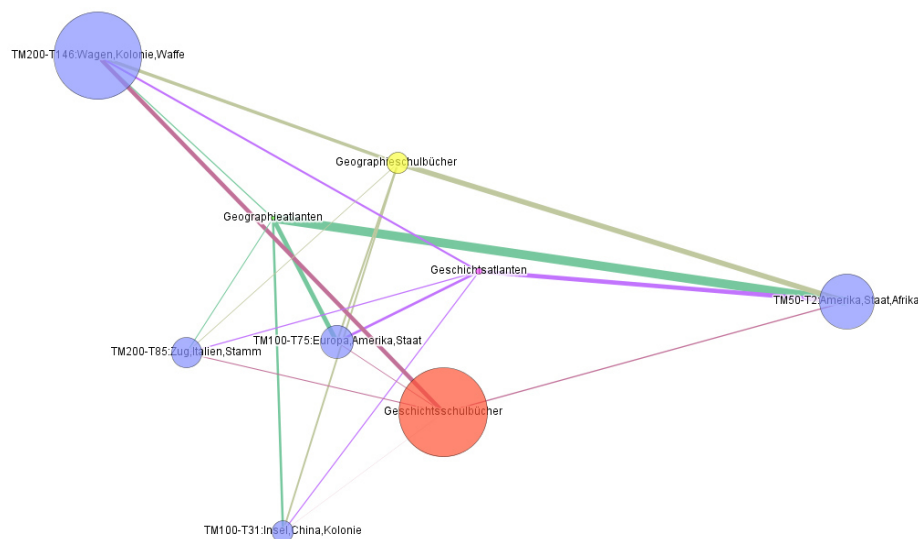 TM200-T146:Wagen,Kolonie,Waffe
Geographieschulbücher
Geographieatlanten
Geschichtsatlanten
TM50-T2:Amerika,Staat,Afrika
TM100-T75:Europa,Amerika,Staat
TM200-T85:Zug,Italien,Stamm
Geschichtsschulbücher
TM100-T31:Insel,China,Kolonie